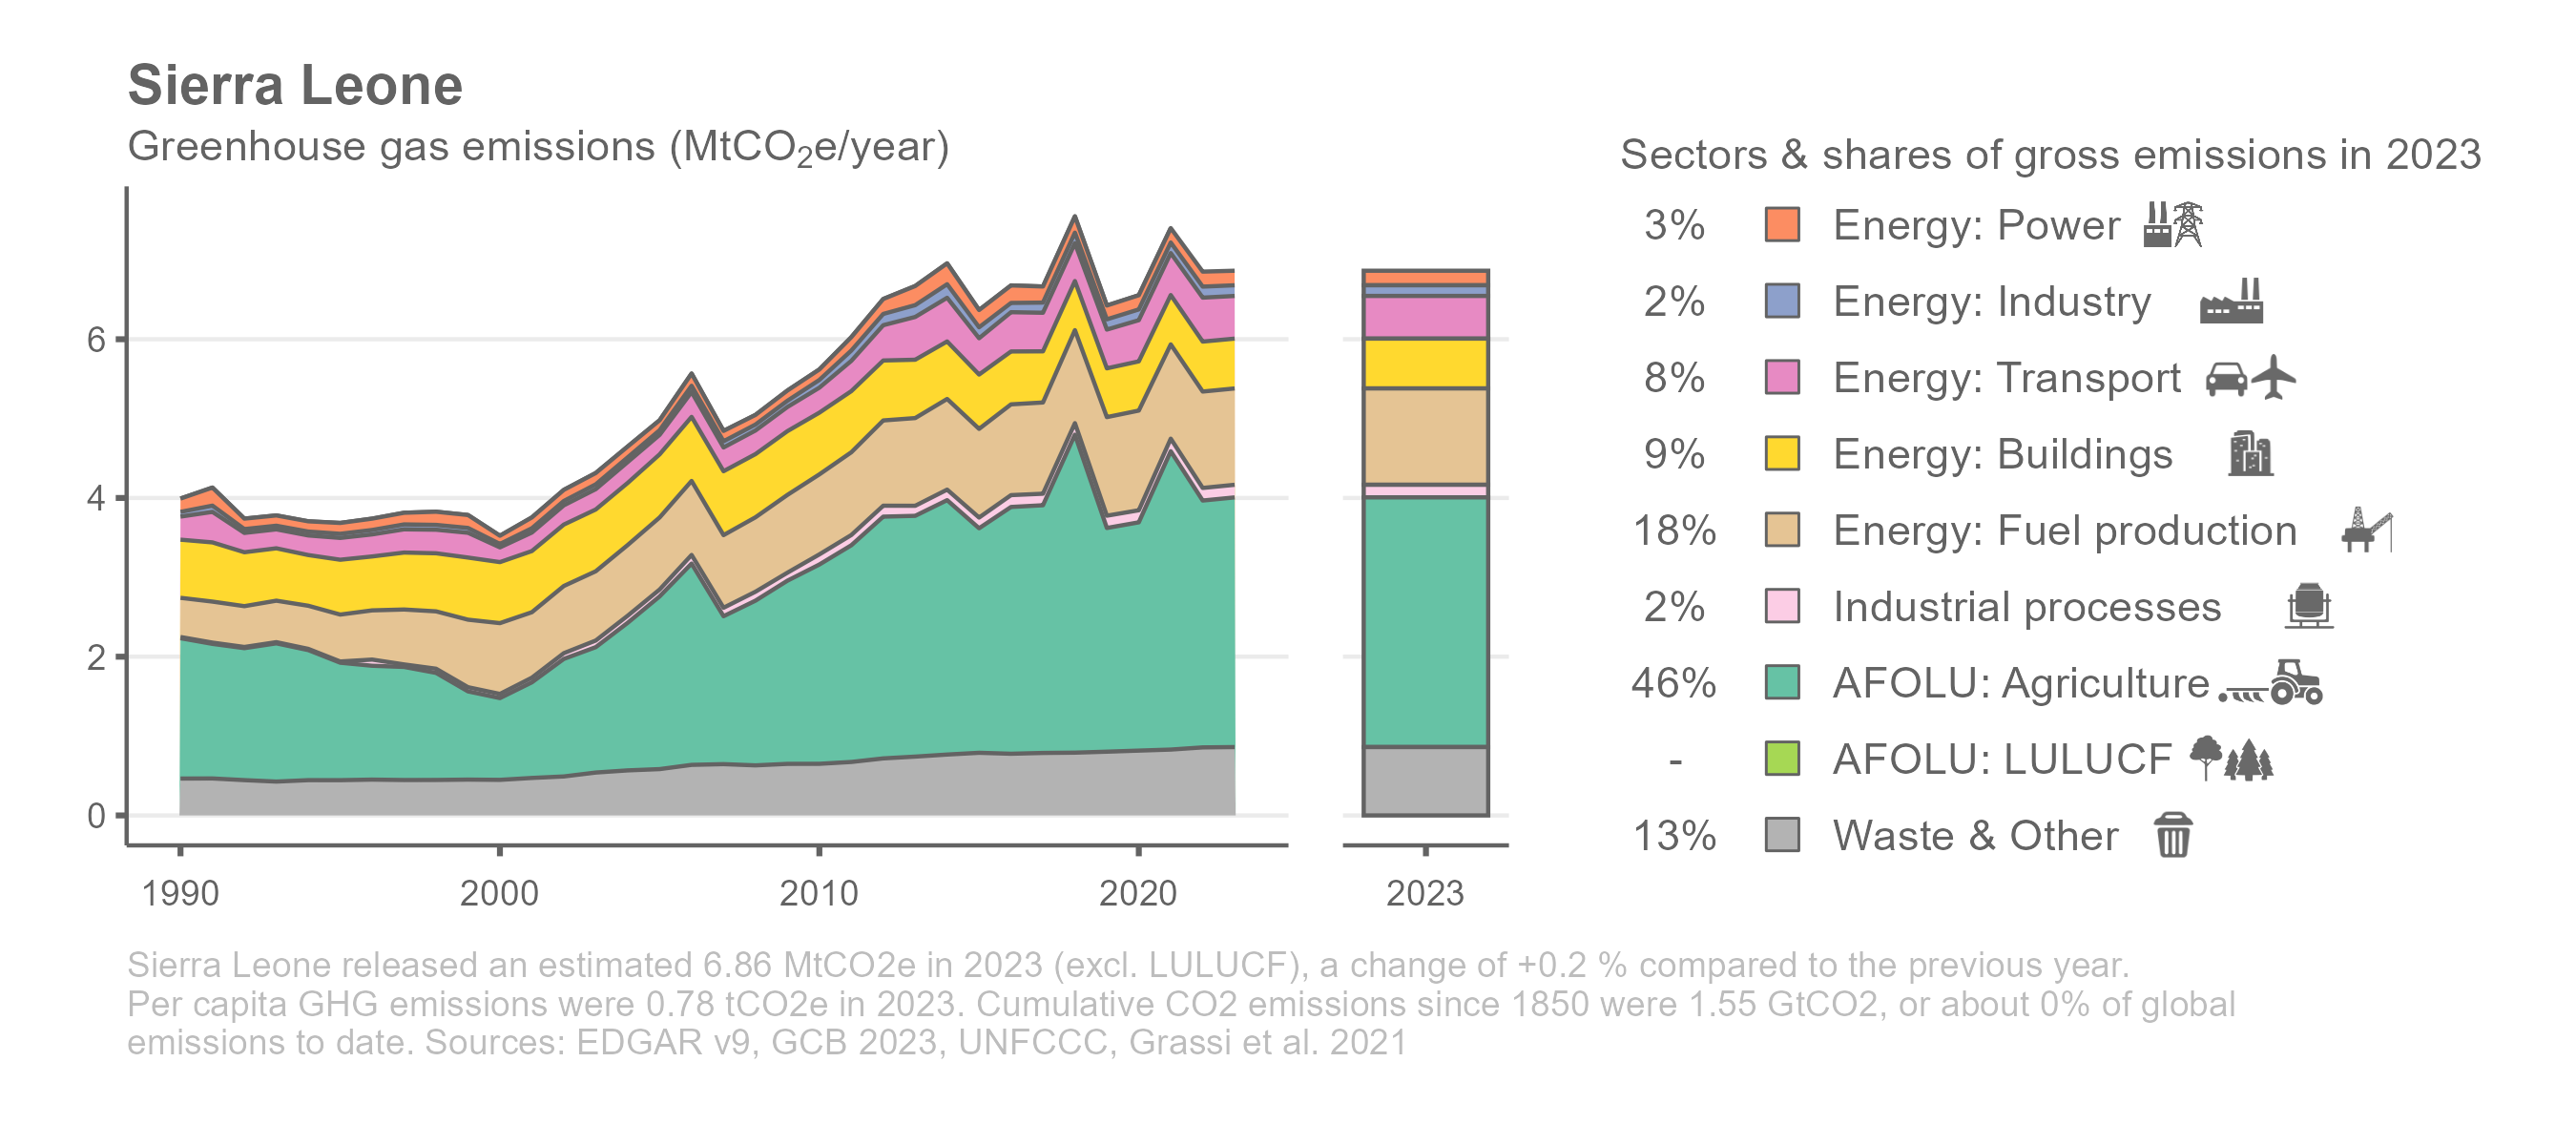 Sierra Leone
Greenhouse gas emissions (MtCO₂e/year)
Sectors & shares of gross emissions in 2023
3% Energy: Power
2% Energy: Industry
8% Energy: Transport
9% Energy: Buildings
18% Energy: Fuel production
2% Industrial processes
46% AFOLU: Agriculture
- AFOLU: LULUCF
13% Waste & Other
6
4
2
0
1990 2000 2010 2020 2023
Sierra Leone released an estimated 6.86 MtCO2e in 2023 (excl. LULUCF), a change of +0.2 % compared to the previous year.
Per capita GHG emissions were 0.78 tCO2e in 2023. Cumulative CO2 emissions since 1850 were 1.55 GtCO2, or about 0% of global
emissions to date. Sources: EDGAR v9, GCB 2023, UNFCCC, Grassi et al. 2021